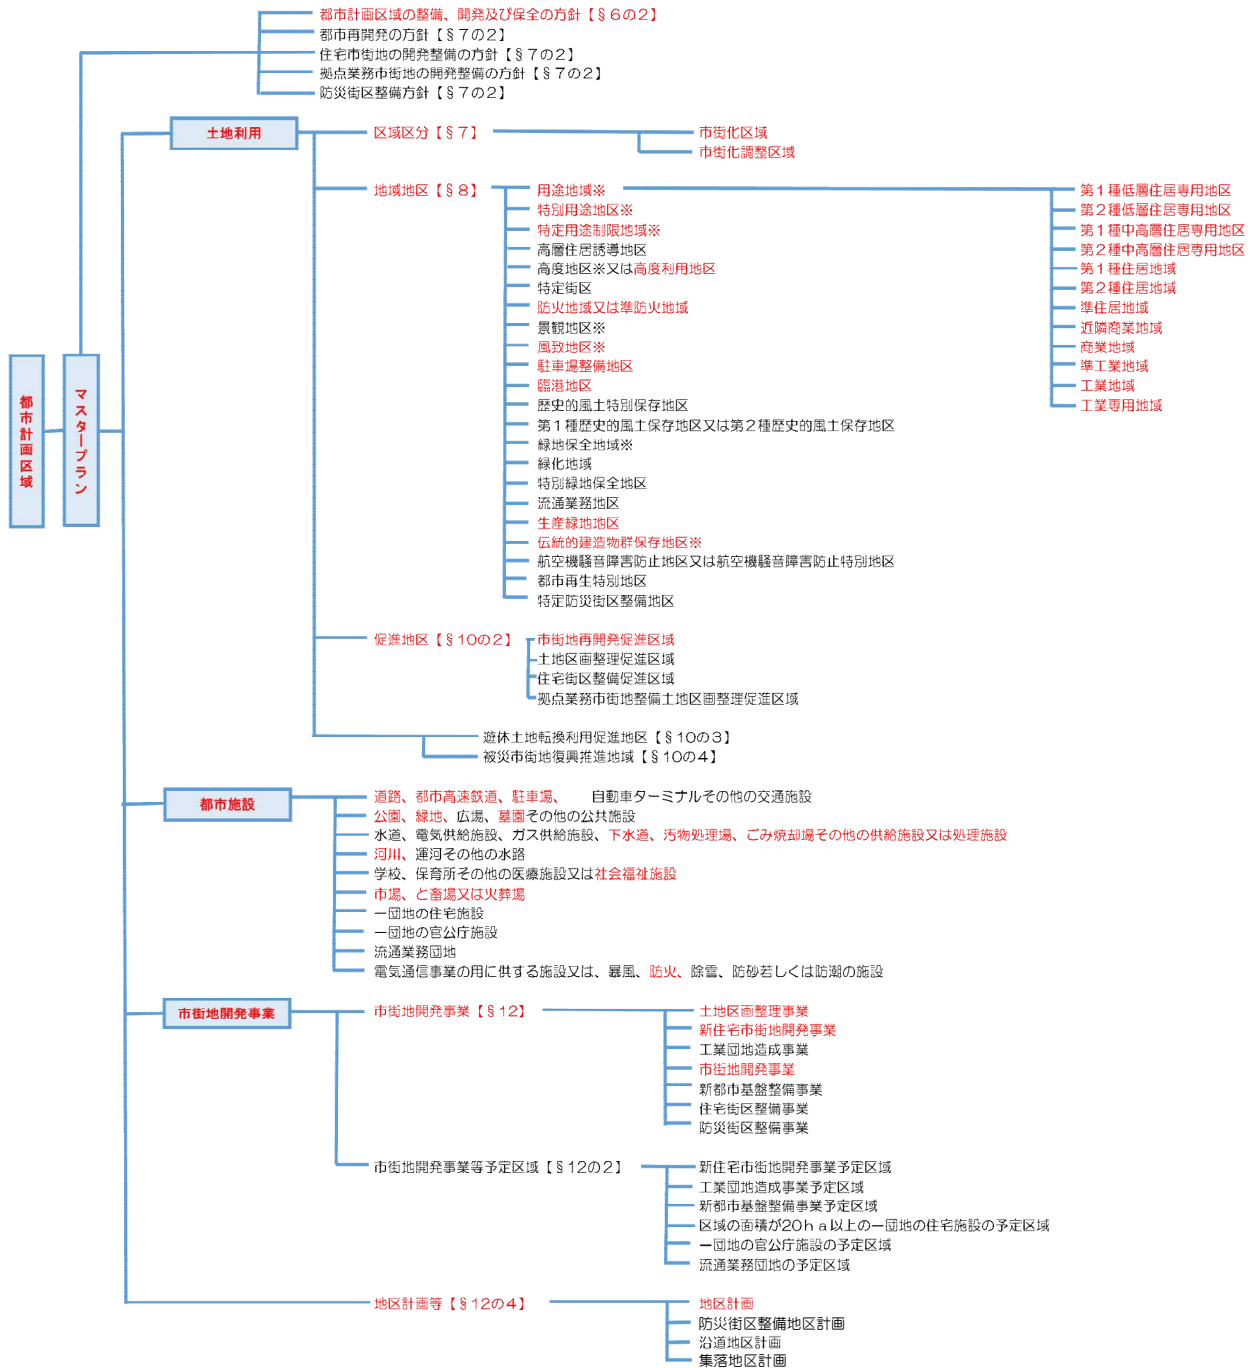 都市計画区域の整備、開発及び保全の方針【§6の2】
都市再開発の方針【§7の2】
住宅市街地の開発整備の方針【§7の2】
拠点業務市街地の開発整備の方針【§7の2】
防災街区整備方針【§7の2】
都市計画区域
マスタープラン
土地利用
区域区分【§7】
市街化区域
市街化調整区域
地域地区【§8】
用途地域※
特別用途地区※
特定用途制限地域※
高層住居誘導地区
高度地区※又は高度利用地区
特定街区
防火地域又は準防火地域
景観地区※
風致地区※
駐車場整備地区
臨港地区
歴史的風土特別保存地区
第1種歴史的風土保存地区又は第2種歴史的風土保存地区
緑地保全地域※
緑化地域
特別緑地保全地区
流通業務地区
生産緑地地区
伝統的建造物群保存地区※
航空機騒音障害防止地区又は航空機騒音障害防止特別地区
都市再生特別地区
特定防災街区整備地区
第1種低層住居専用地区
第2種低層住居専用地区
第1種中高層住居専用地区
第2種中高層住居専用地区
第1種住居地域
第2種住居地域
準住居地域
近隣商業地域
商業地域
準工業地域
工業地域
工業専用地域
促進地区【§10の2】
市街地再開発促進区域
土地区画整理促進区域
住宅街区整備促進区域
拠点業務市街地整備土地区画整理促進区域
遊休土地転換利用促進地区【§10の3】
被災市街地復興推進地域【§10の4】
都市施設
道路、都市高速鉄道、駐車場、 自動車ターミナルその他の交通施設
公園、緑地、広場、墓園その他の公共施設
水道、電気供給施設、ガス供給施設、下水道、汚物処理場、ごみ焼却場その他の供給施設又は処理施設
河川、運河その他の水路
学校、保育所その他の医療施設又は社会福祉施設
市場、と畜場又は火葬場
一団地の住宅施設
一団地の官公庁施設
流通業務団地
電気通信事業の用に供する施設又は、暴風、防火、除雪、防砂若しくは防潮の施設
市街地開発事業
市街地開発事業【§12】
土地区画整理事業
新住宅市街地開発事業
工業団地造成事業
市街地開発事業
新都市基盤整備事業
住宅街区整備事業
防災街区整備事業
市街地開発事業等予定区域【§12の2】
新住宅市街地開発事業予定区域
工業団地造成事業予定区域
新都市基盤整備事業予定区域
区域の面積が20ha以上の一団地の住宅施設の予定区域
一団地の官公庁施設の予定区域
流通業務団地の予定区域
地区計画等【§12の4】
地区計画
防災街区整備地区計画
沿道地区計画
集落地区計画